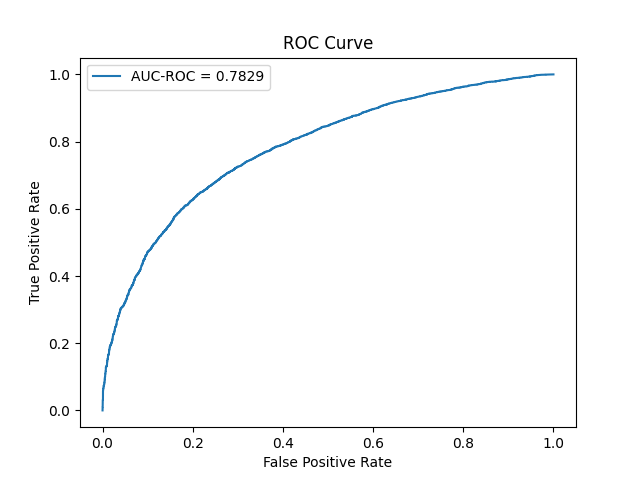 ROC Curve
AUC-ROC = 0.7829
1.0
0.8
0.6
0.4
0.2
0.0
True Positive Rate
0.0 0.2 0.4 0.6 0.8 1.0
False Positive Rate